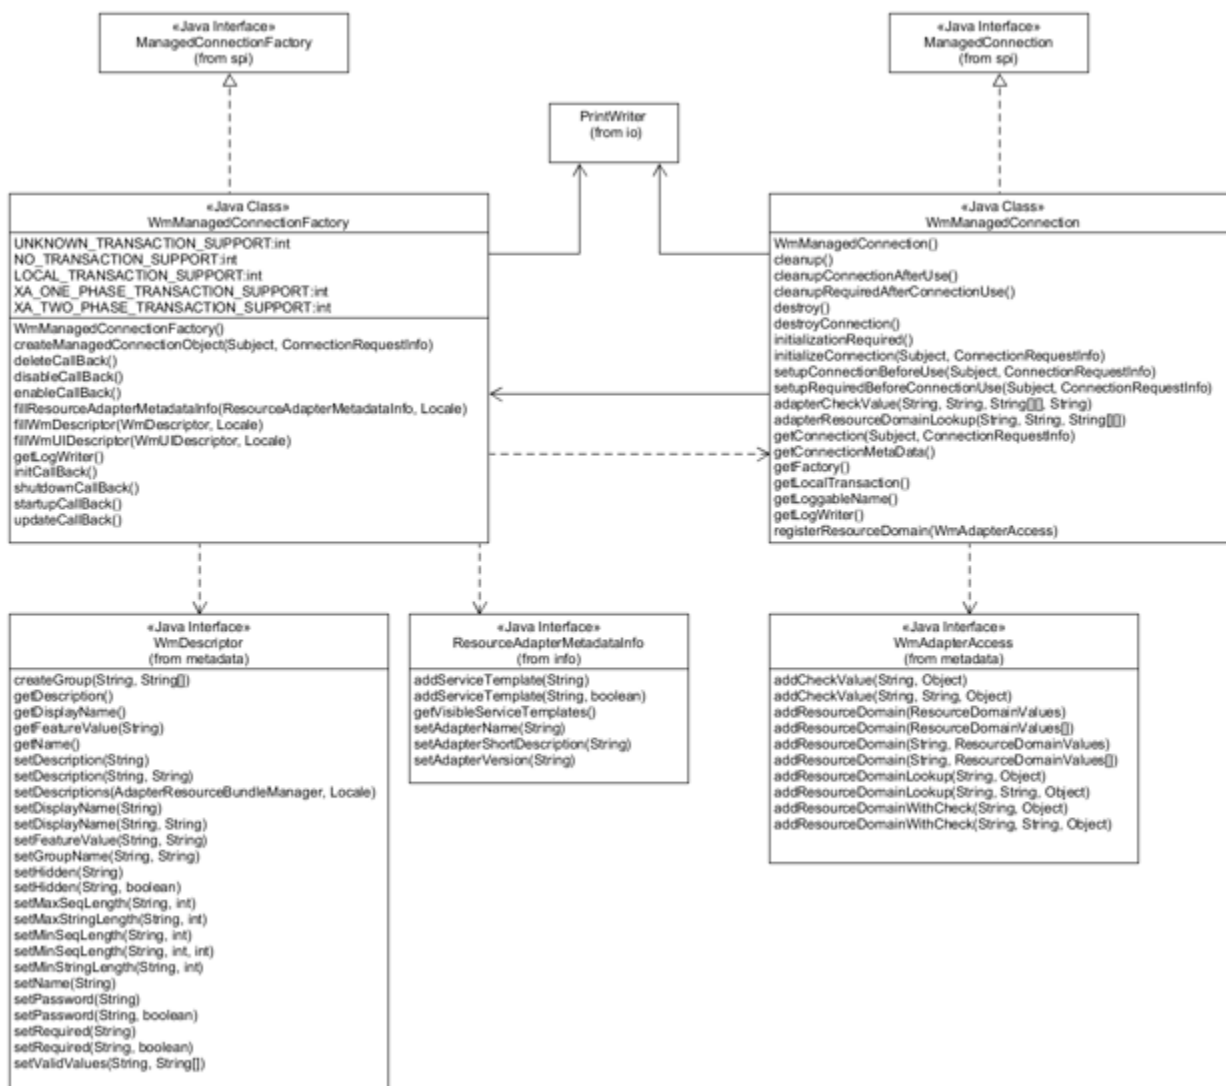 «Java Interface»
ManagedConnectionFactory
(from spi)
«Java Interface»
ManagedConnection
(from spi)
PrintWriter
(from io)
«Java Class»
WmManagedConnectionFactory
UNKNOWN_TRANSACTION_SUPPORT:int
NO_TRANSACTION_SUPPORT:int
LOCAL_TRANSACTION_SUPPORT:int
XA_ONE_PHASE_TRANSACTION_SUPPORT:int
XA_TWO_PHASE_TRANSACTION_SUPPORT:int
WmManagedConnectionFactory()
createManagedConnectionObject(Subject, ConnectionRequestInfo)
deleteCallBack()
disableCallBack()
enableCallBack()
fillResourceAdapterMetadataInfo(ResourceAdapterMetadataInfo, Locale)
fillWmDescriptor(WmDescriptor, Locale)
fillWmUIDescriptor(WmUIDescriptor, Locale)
getLogWriter()
initCallBack()
shutdownCallBack()
startupCallBack()
updateCallBack()
«Java Class»
WmManagedConnection
WmManagedConnection()
cleanup()
cleanupConnectionAfterUse()
cleanupRequiredAfterConnectionUse()
destroy()
destroyConnection()
initializationRequired()
initializeConnection(Subject, ConnectionRequestInfo)
setupConnectionBeforeUse(Subject, ConnectionRequestInfo)
setupRequiredBeforeConnectionUse(Subject, ConnectionRequestInfo)
adapterCheckValue(String, String, String[][], String)
adapterResourceDomainLookup(String, String, String[][])
getConnection(Subject, ConnectionRequestInfo)
getConnectionMetaData()
getFactory()
getLocalTransaction()
getLoggableName()
getLogWriter()
registerResourceDomain(WmAdapterAccess)
«Java Interface»
WmDescriptor
(from metadata)
createGroup(String, String[])
getDescription()
getDisplayName()
getFeatureValue(String)
getName()
setDescription(String)
setDescription(String, String)
setDescriptions(AdapterResourceBundleManager, Locale)
setDisplayName(String)
setDisplayName(String, String)
setFeatureValue(String, String)
setGroupName(String, String)
setHidden(String)
setHidden(String, boolean)
setMaxSeqLength(String, int)
setMaxStringLength(String, int)
setMinSeqLength(String, int)
setMinSeqLength(String, int, int)
setMinStringLength(String, int)
setName(String)
setPassword(String)
setPassword(String, boolean)
setRequired(String)
setRequired(String, boolean)
setValidValues(String, String[])
«Java Interface»
ResourceAdapterMetadataInfo
(from info)
addServiceTemplate(String)
addServiceTemplate(String, boolean)
getVisibleServiceTemplates()
setAdapterName(String)
setAdapterShortDescription(String)
setAdapterVersion(String)
«Java Interface»
WmAdapterAccess
(from metadata)
addCheckValue(String, Object)
addCheckValue(String, String, Object)
addResourceDomain(ResourceDomainValues)
addResourceDomain(ResourceDomainValues[])
addResourceDomain(String, ResourceDomainValues)
addResourceDomain(String, ResourceDomainValues[])
addResourceDomainLookup(String, Object)
addResourceDomainLookup(String, String, Object)
addResourceDomainWithCheck(String, Object)
addResourceDomainWithCheck(String, String, Object)